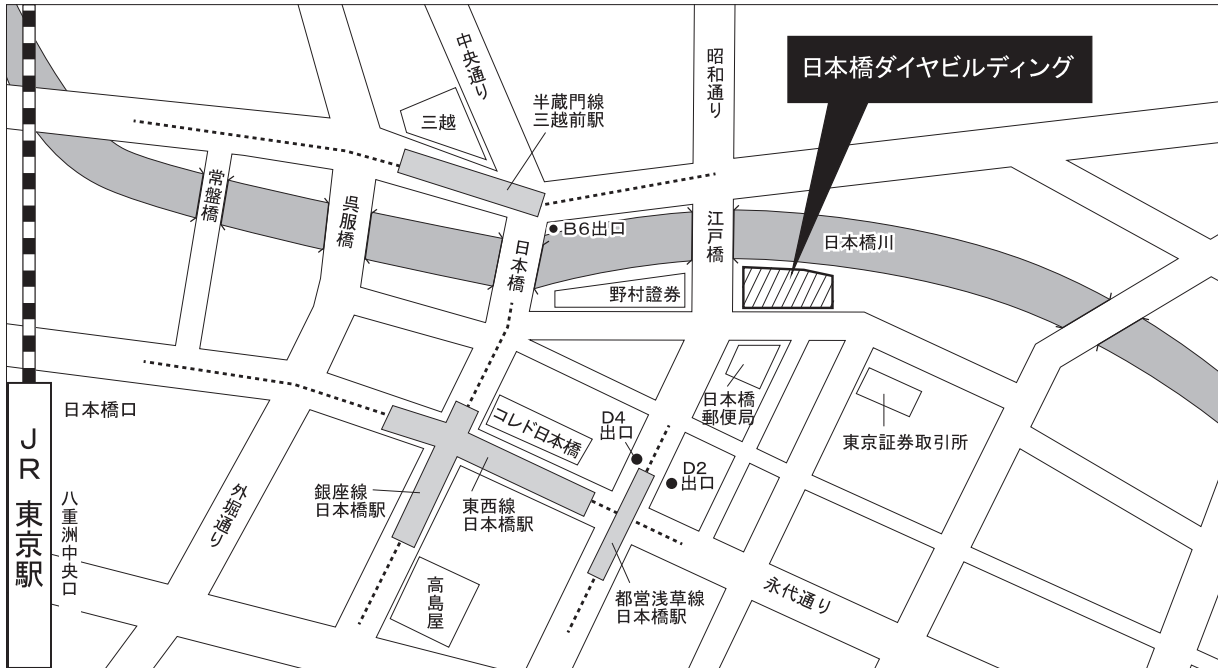 中央通り
昭和通り
日本橋ダイヤビルディング
三越
半蔵門線
三越前駅
常盤橋
呉服橋
日本橋
B6出口
江戸橋
日本橋川
野村證券
日本橋口
コレド日本橋
D4
出口
日本橋
郵便局
D2
出口
東京証券取引所
JR 東京駅
八重洲中央口
外堀通り
銀座線
日本橋駅
東西線
日本橋駅
高島屋
都営浅草線
日本橋駅
永代通り